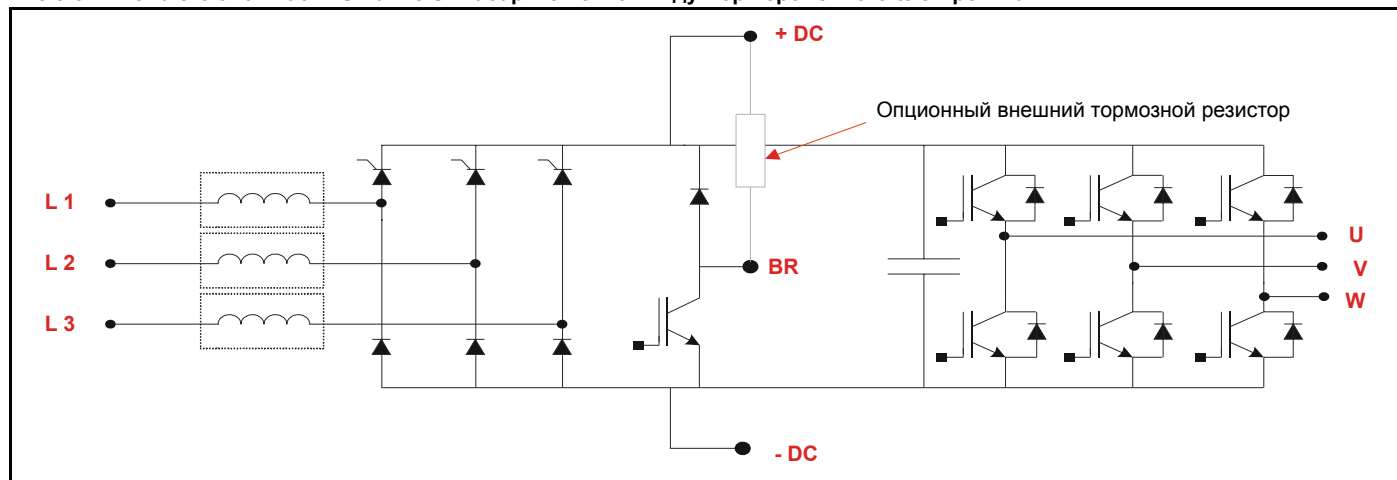 + DC
Опционный внешний тормозной резистор
L 1
L 2
L 3
BR
U
V
W
- DC